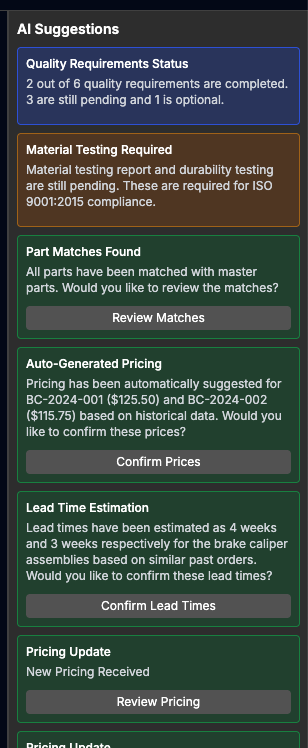 AI Suggestions
Quality Requirements Status
2 out of 6 quality requirements are completed.
3 are still pending and 1 is optional.
Material Testing Required
Material testing report and durability testing
are still pending. These are required for ISO
9001:2015 compliance.
Part Matches Found
All parts have been matched with master
parts. Would you like to review the matches?
Review Matches
Auto-Generated Pricing
Pricing has been automatically suggested for
BC-2024-001 ($125.50) and BC-2024-002
($115.75) based on historical data. Would you
like to confirm these prices?
Confirm Prices
Lead Time Estimation
Lead times have been estimated as 4 weeks
and 3 weeks respectively for the brake caliper
assemblies based on similar past orders.
Would you like to confirm these lead times?
Confirm Lead Times
Pricing Update
New Pricing Received
Review Pricing
Pricing Update